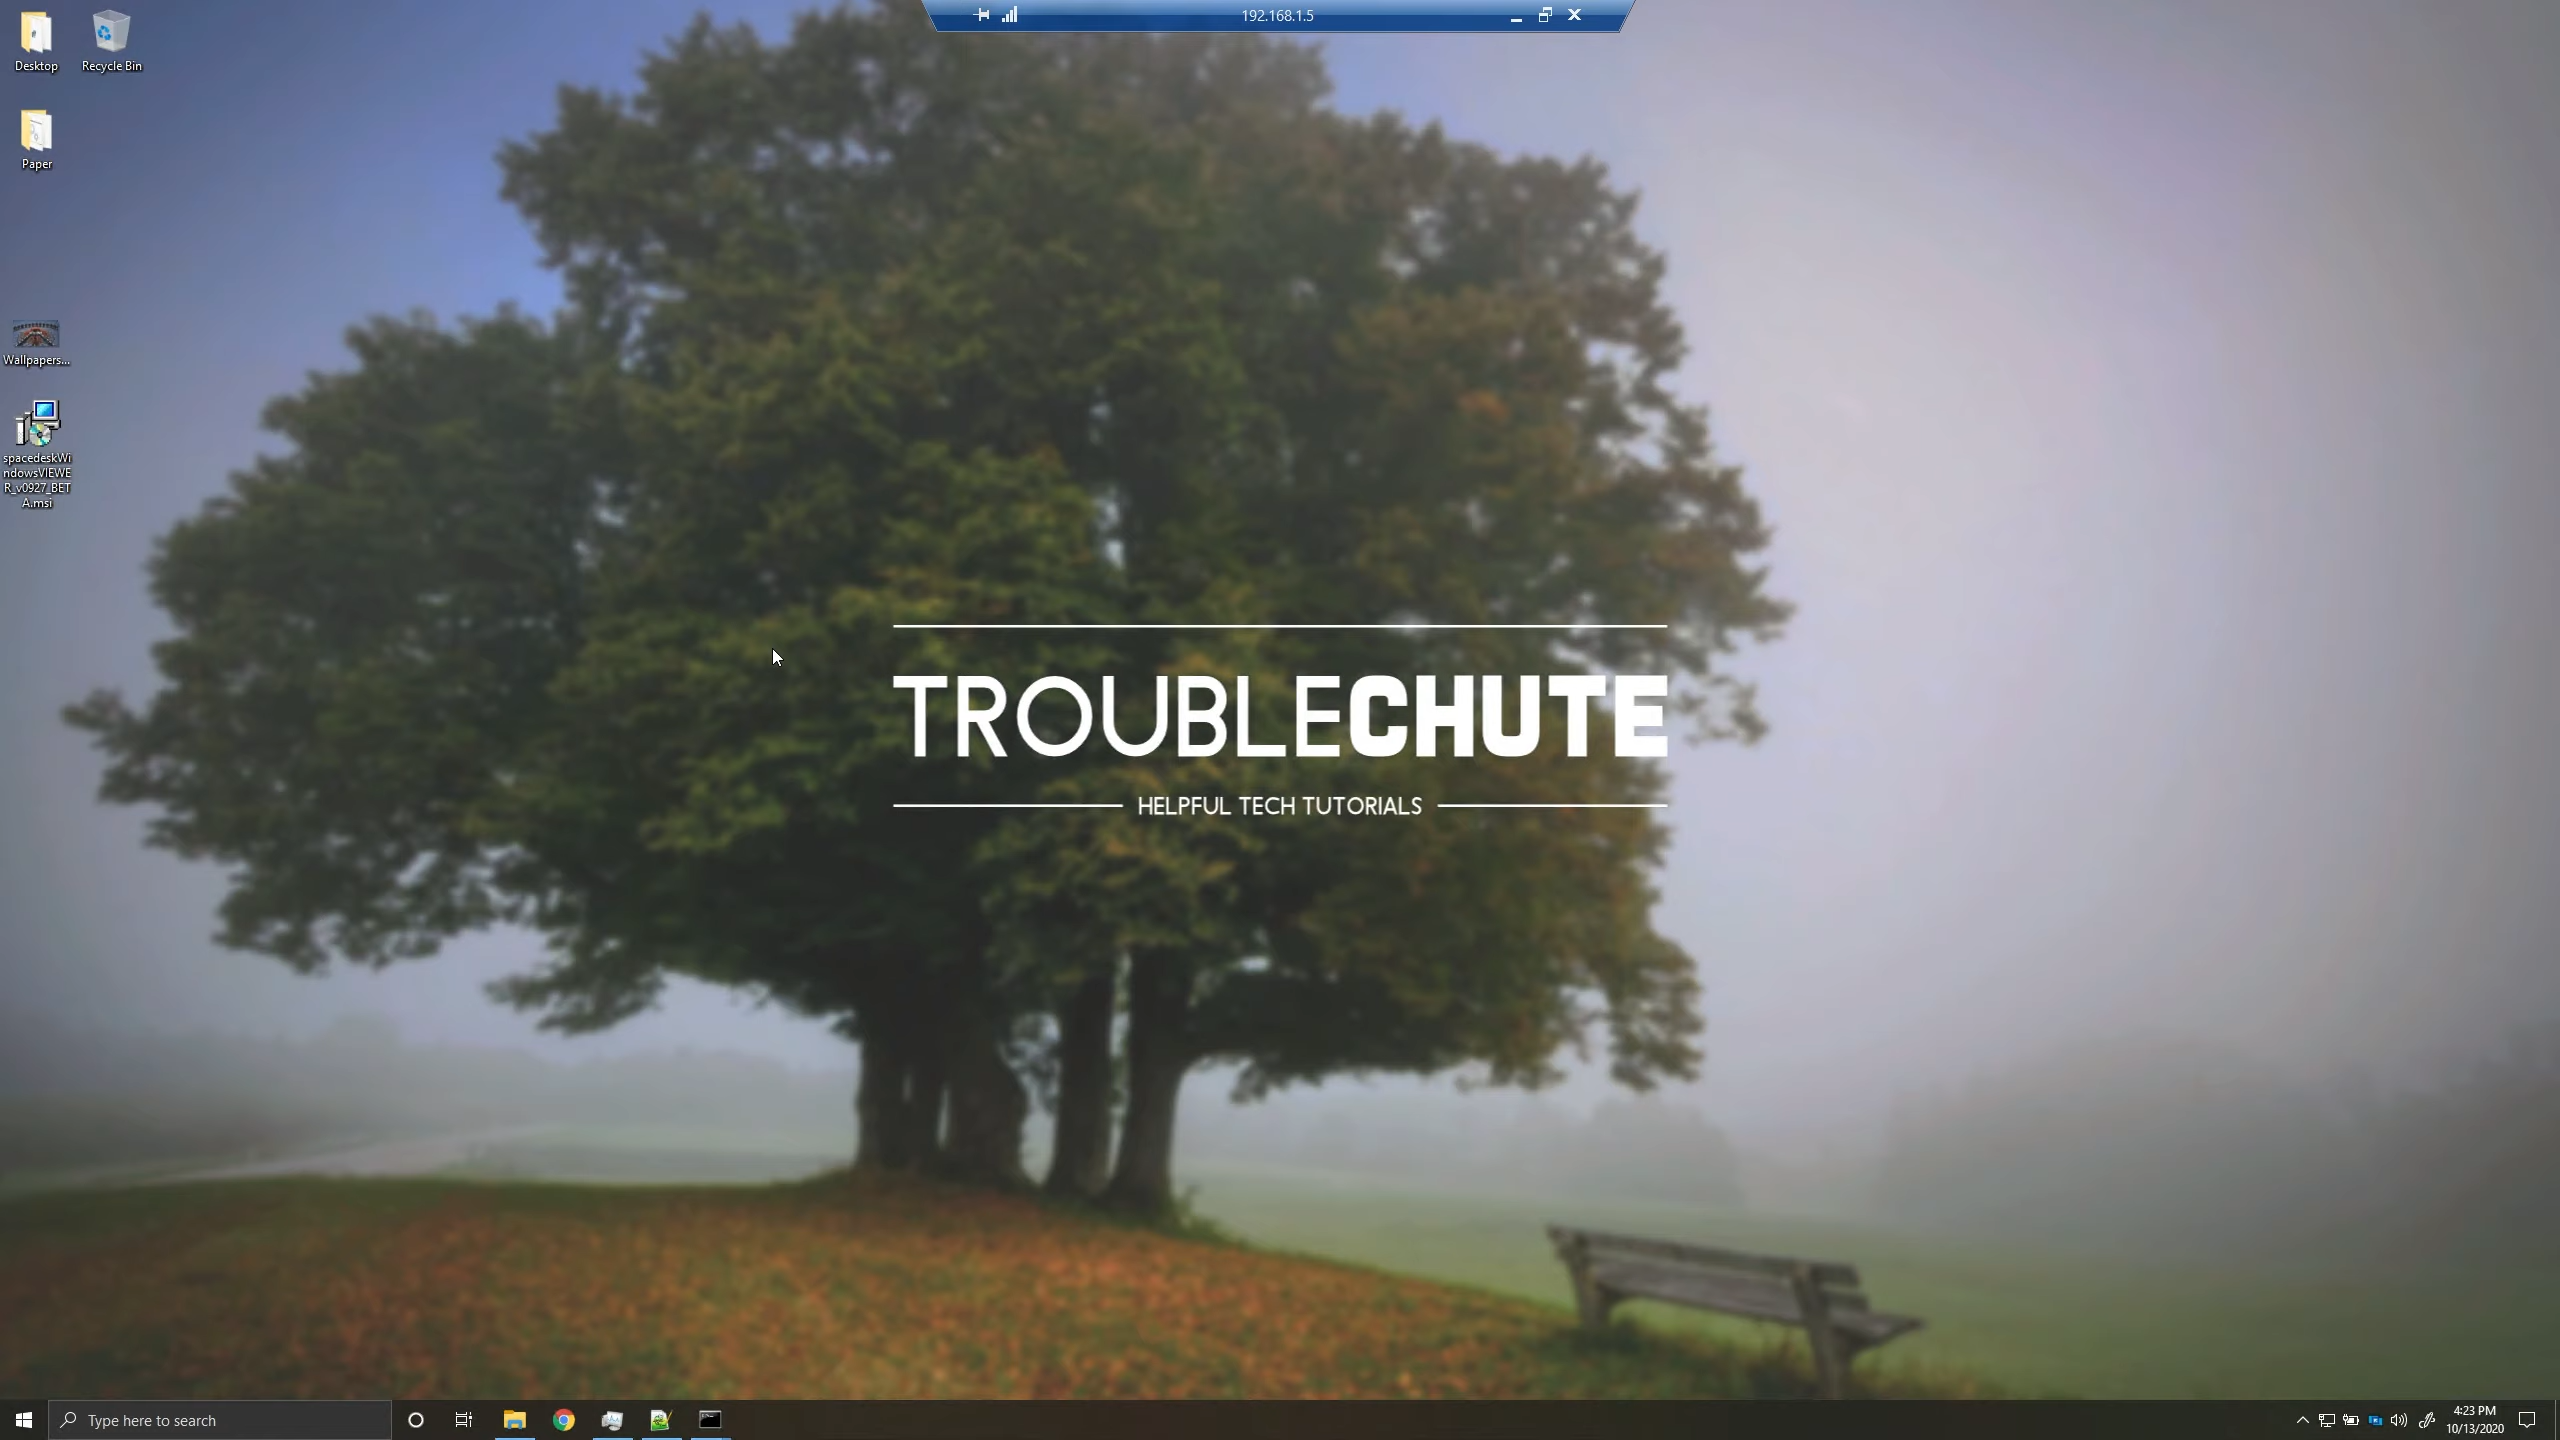 192.168.1.5
Desktop
Recycle Bin
Paper
Wallpapers...
spacedeskWi
ndowsVIEWE
R_v0927_BET
A.msi
TROUBLECHUTE
HELPFUL TECH TUTORIALS
Type here to search
4:23 PM
10/13/2020